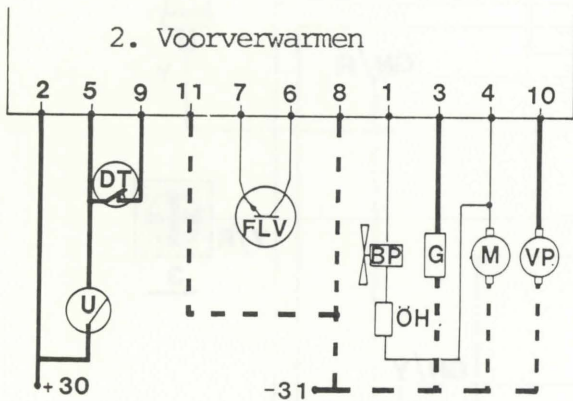 2. Voorverwarmen
2 5 9 11 7 6 8 1 3 4 10
DT
FLV
BP G M VP
U
ÖH
+30 -31